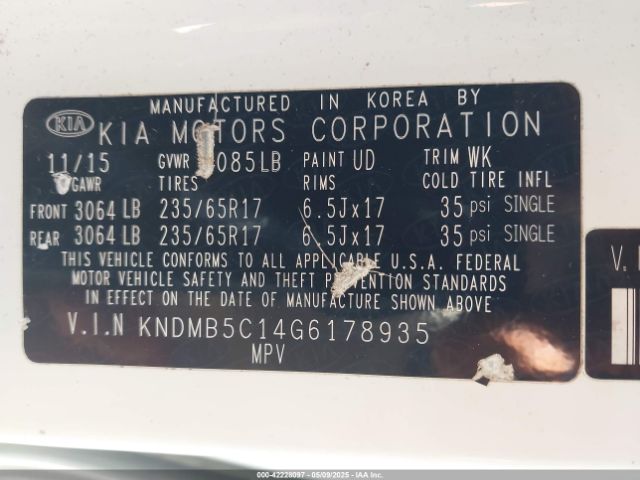 MANUFACTURED IN KOREA BY
KIA KIA MOTORS CORPORATION
11/15 GVWR 085LB PAINT UD TRIM WK
GAWR TIRES RIMS COLD TIRE INFL
FRONT 3064 LB 235/65R17 6.5Jx17 35 psi SINGLE
REAR 3064 LB 235/65R17 6.5Jx17 35 psi SINGLE
THIS VEHICLE CONFORMS TO ALL APPLICABLE U.S.A. FEDERAL
MOTOR VEHICLE SAFETY AND THEFT PREVENTION STANDARDS
IN EFFECT ON THE DATE OF MANUFACTURE SHOWN ABOVE
V.I.N KNDMB5C14G6178935
MPV
V.
000-42228097 - 05/09/2025 - IAA Inc.